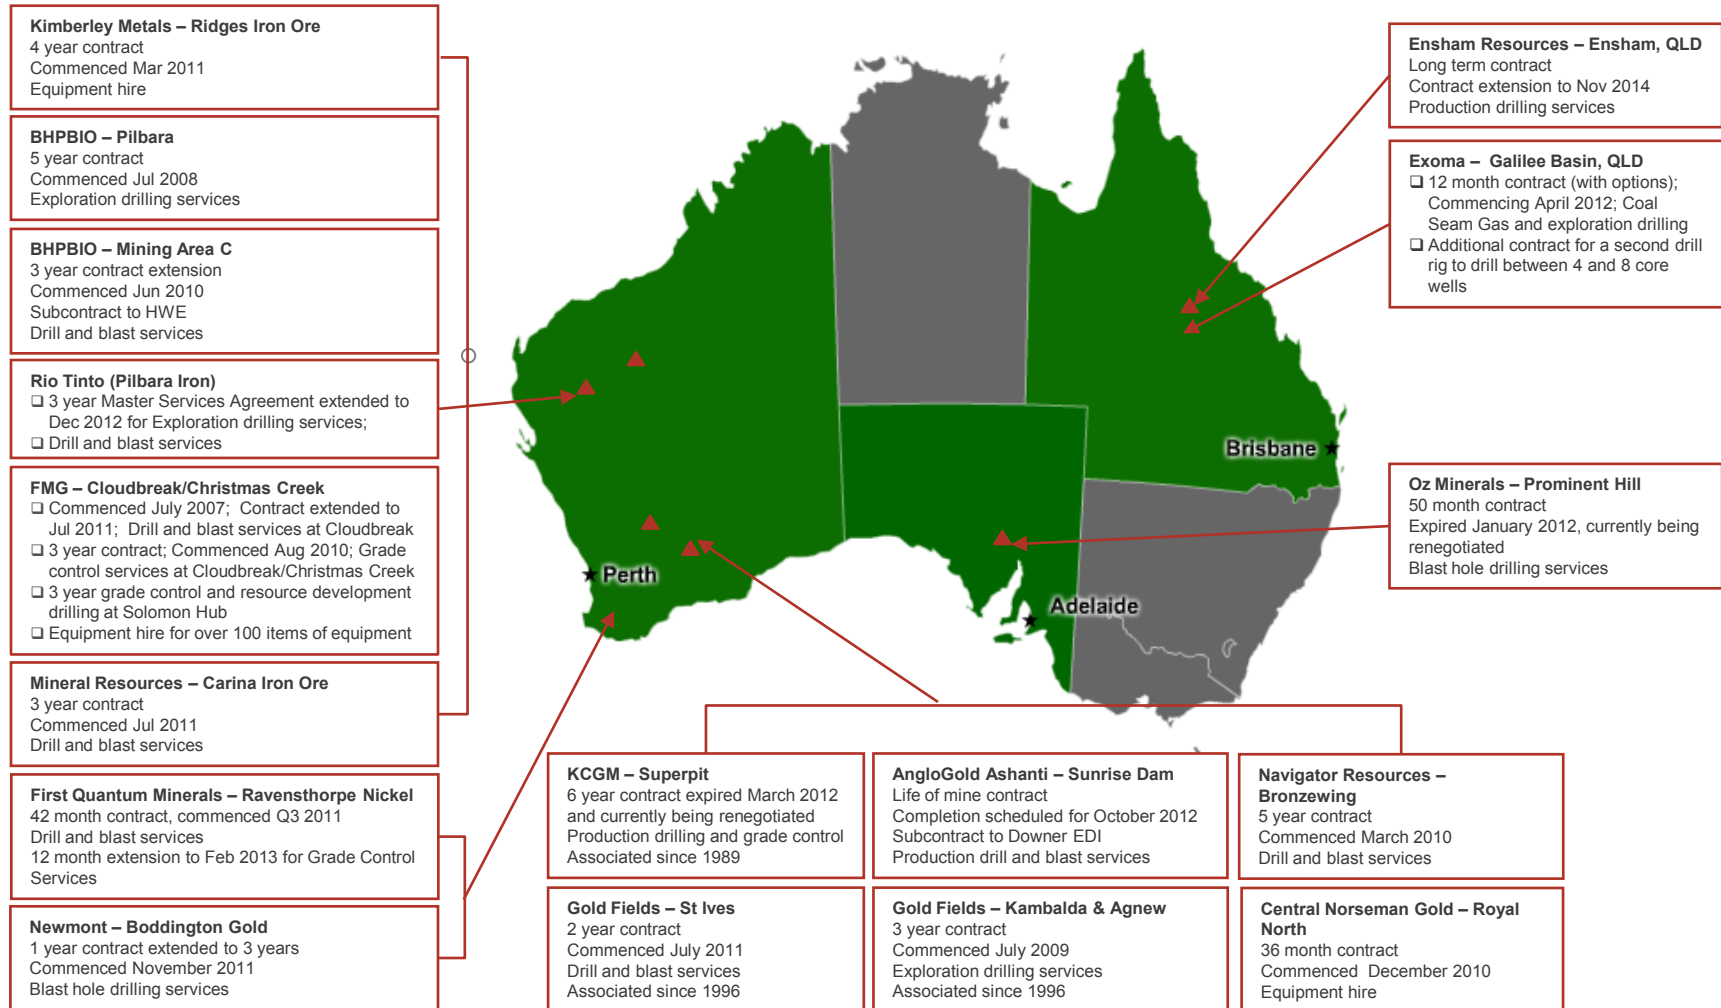 Kimberley Metals – Ridges Iron Ore
4 year contract
Commenced Mar 2011
Equipment hire
BHPBIO – Pilbara
5 year contract
Commenced Jul 2008
Exploration drilling services
BHPBIO – Mining Area C
3 year contract extension
Commenced Jun 2010
Subcontract to HWE
Drill and blast services
Rio Tinto (Pilbara Iron)
❑ 3 year Master Services Agreement extended to
Dec 2012 for Exploration drilling services;
❑ Drill and blast services
FMG – Cloudbreak/Christmas Creek
❑ Commenced July 2007; Contract extended to
Jul 2011; Drill and blast services at Cloudbreak
❑ 3 year contract; Commenced Aug 2010; Grade
control services at Cloudbreak/Christmas Creek
❑ 3 year grade control and resource development
drilling at Solomon Hub
❑ Equipment hire for over 100 items of equipment
Mineral Resources – Carina Iron Ore
3 year contract
Commenced Jul 2011
Drill and blast services
First Quantum Minerals – Ravensthorpe Nickel
42 month contract, commenced Q3 2011
Drill and blast services
12 month extension to Feb 2013 for Grade Control
Services
Newmont – Boddington Gold
1 year contract extended to 3 years
Commenced November 2011
Blast hole drilling services
Perth
Adelaide
Brisbane
Ensham Resources – Ensham, QLD
Long term contract
Contract extension to Nov 2014
Production drilling services
Exoma – Galilee Basin, QLD
❑ 12 month contract (with options);
Commencing April 2012; Coal
Seam Gas and exploration drilling
❑ Additional contract for a second drill
rig to drill between 4 and 8 core
wells
Oz Minerals – Prominent Hill
50 month contract
Expired January 2012, currently being
renegotiated
Blast hole drilling services
KCGM – Superpit
6 year contract expired March 2012
and currently being renegotiated
Production drilling and grade control
Associated since 1989
AngloGold Ashanti – Sunrise Dam
Life of mine contract
Completion scheduled for October 2012
Subcontract to Downer EDI
Production drill and blast services
Navigator Resources –
Bronzewing
5 year contract
Commenced March 2010
Drill and blast services
Gold Fields – St Ives
2 year contract
Commenced July 2011
Drill and blast services
Associated since 1996
Gold Fields – Kambalda & Agnew
3 year contract
Commenced July 2009
Exploration drilling services
Associated since 1996
Central Norseman Gold – Royal
North
36 month contract
Commenced December 2010
Equipment hire